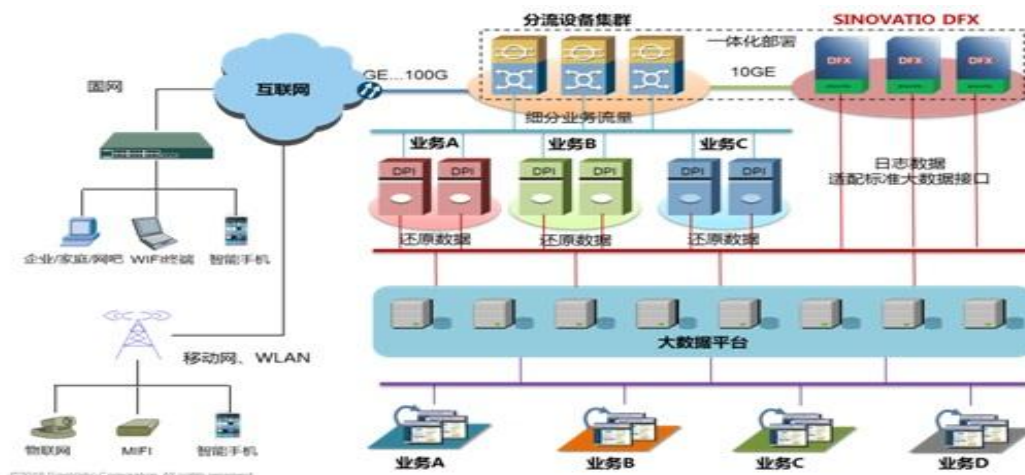 分流设备集群
SINOVATIO DFX
一体化部署
DFX
DFX
DFX
固网
互联网
GE...100G
10GE
细分业务流量
业务A
业务B
业务C
DPI
DPI
DPI
DPI
DPI
DPI
日志数据
适配标准大数据接口
还原数据
还原数据
还原数据
企业/家庭/网吧
WIFI终端
智能手机
大数据平台
移动网、WLAN
物联网
MIFI
智能手机
业务A
业务B
业务C
业务D